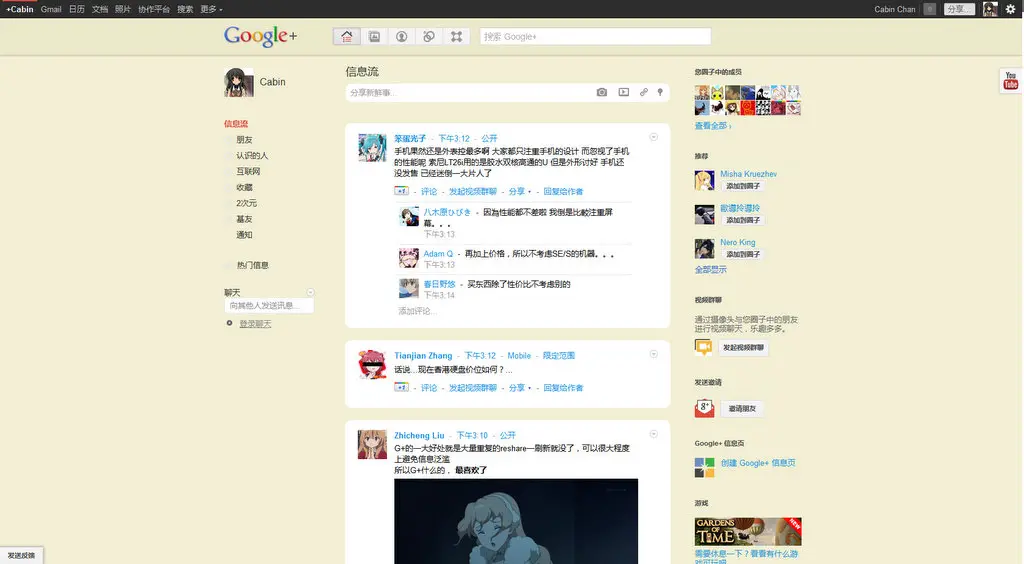 +Cabin Gmail 日历 文档 照片 协作平台 搜索 更多
Cabin Chan 分享...
Google+
搜索 Google+
Cabin
信息流
朋友
认识的人
互联网
收藏
2次元
基友
通知
热门信息
聊天
向其他人发送讯息...
登录聊天
发送反馈
信息流
分享新鲜事...
笨蛋光子 - 下午3:12 - 公开
手机果然还是外表控最多啊 大家都只注重手机的设计 而忽视了手机
的性能呢 索尼LT26i用的是胶水双核高通的U 但是外形讨好 手机还
没发售 已经迷倒一大片人了
+1 - 评论 - 发起视频群聊 - 分享 - 回复给作者
八木原ひびき - 因為性能都不差啦 我倒是比較注重屏
幕。。。
下午3:13
Adam Q - 再加上价格，所以不考虑SE/S的机器。。。
下午3:13
春日野悠 - 买东西除了性价比不考虑别的
下午3:14
添加评论...
Tianjian Zhang - 下午3:12 - Mobile - 限定范围
话说...现在香港硬盘价位如何？...
+1 - 评论 - 发起视频群聊 - 分享 - 回复给作者
Zhicheng Liu - 下午3:10 - 公开
G+的一大好处就是大量重复的reshare一刷新就没了，可以很大程度
上避免信息泛滥
所以G+什么的， 最喜欢了
您圈子中的成员
查看全部 ›
推荐
Misha Kruezhev
添加到圈子
添加到圈子
Nero King
添加到圈子
全部显示
视频群聊
通过摄像头与您圈子中的朋友
进行视频聊天，乐趣多多。
发起视频群聊
发送邀请
g+
邀请朋友
Google+ 信息页
创建 Google+ 信息页
游戏
GARDENS OF TIME
NEW
需要休息一下？看看有什么游
戏可玩吧
You Tube